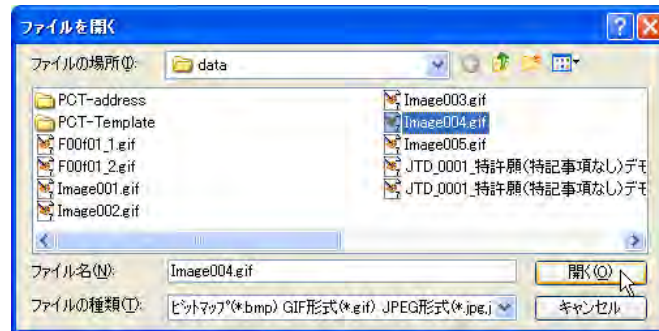 ファイルを開く
ファイルの場所(I):
data
PCT-address
PCT-Template
F00f01_1.gif
F00f01_2.gif
Image001.gif
Image002.gif
Image003.gif
Image004.gif
Image005.gif
JTD_0001_特許願(特記事項なし)デモ
JTD_0001_特許願(特記事項なし)デモ
ファイル名(N):
Image004.gif
開く(O)
ファイルの種類(T):
ビットマップ(*.bmp) GIF形式(*.gif) JPEG形式(*.jpg,j
キャンセル